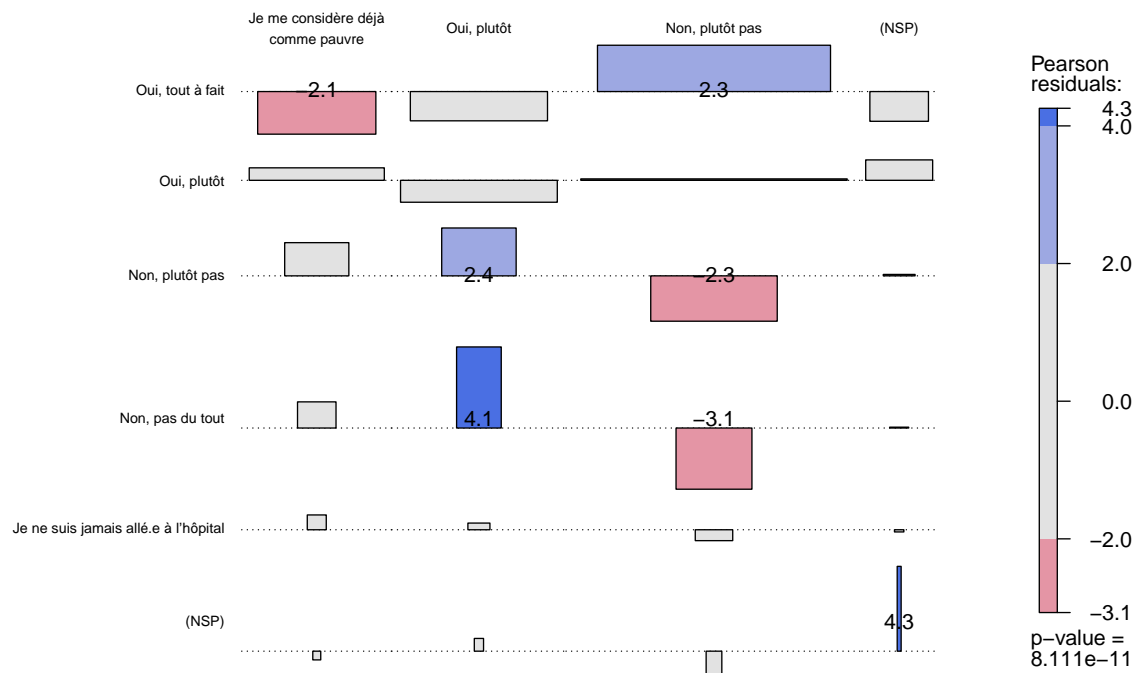 Je me considère déjà
comme pauvre
Oui, plutôt
Non, plutôt pas
(NSP)
Oui, tout à fait
−2.1
2.3
Oui, plutôt
Non, plutôt pas
2.4
−2.3
Non, pas du tout
4.1
−3.1
Je ne suis jamais allé.e à l'hôpital
(NSP)
4.3
Pearson
residuals:
4.3
4.0
2.0
0.0
−2.0
−3.1
p−value =
8.111e−11